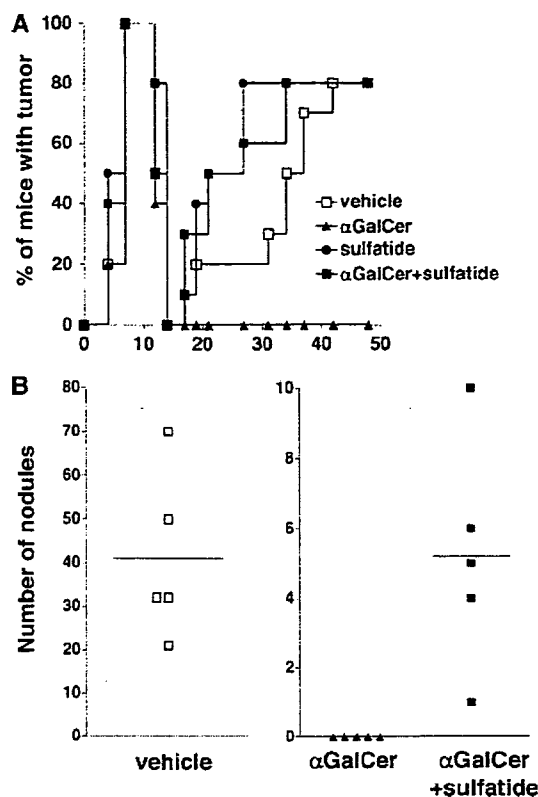 A
% of mice with tumor
100
80
60
40
20
0
0
10
20
30
40
50
vehicle
αGalCer
sulfatide
αGalCer+sulfatide
B
Number of nodules
80
70
60
50
40
30
20
10
0
vehicle
10
8
6
4
2
0
αGalCer
αGalCer
+sulfatide